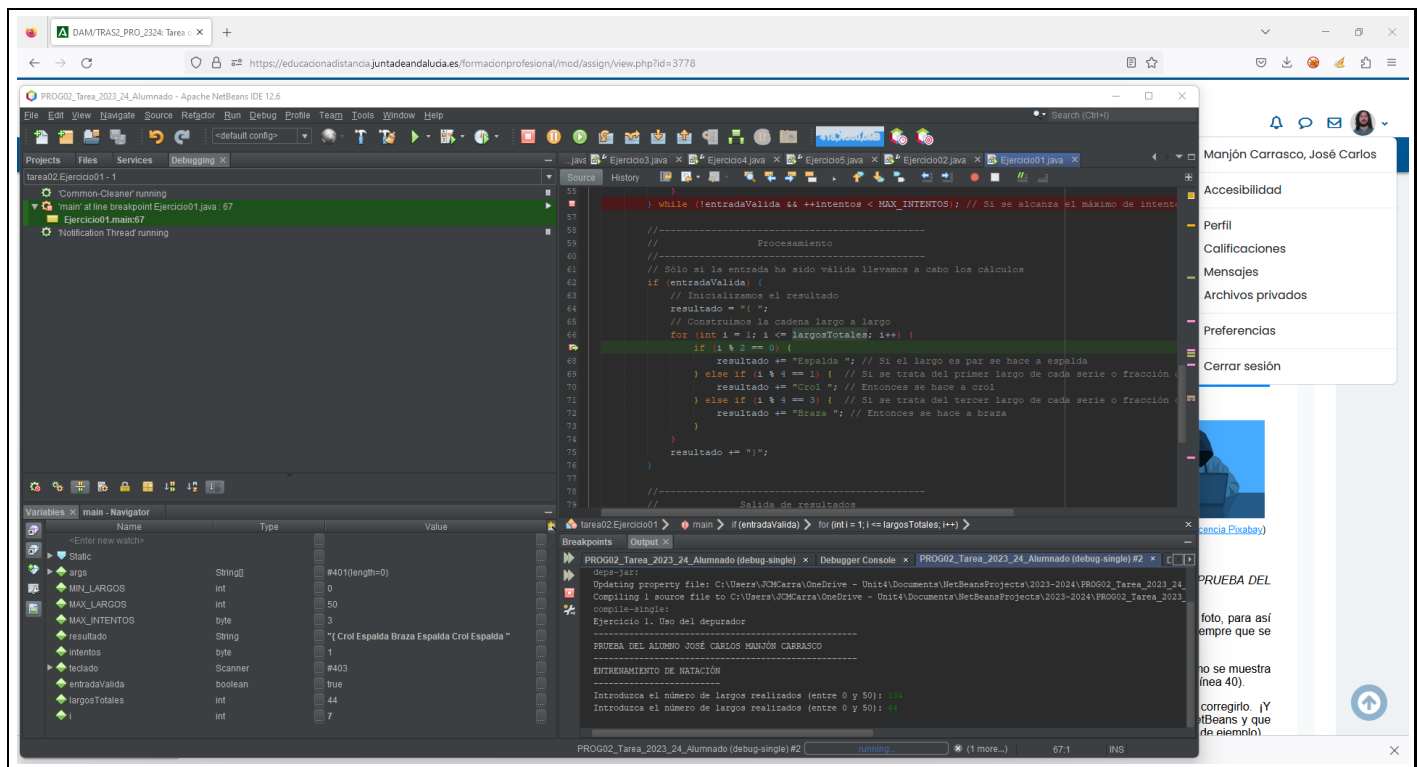 DAM/TRAS2_PRO_2324: Tarea o
https://educacionadistancia.juntadeandalucia.es/formacionprofesional/mod/assign/view.php?id=3778
PROG02_Tarea_2023_24_Alumnado - Apache NetBeans IDE 12.6
File Edit View Navigate Source Refactor Run Debug Profile Team Tools Window Help
Search (Ctrl+I)
<default config>
Projects Files Services Debugging
...java Ejercicio3.java Ejercicio4.java Ejercicio5.java Ejercicio02.java Ejercicio01.java
tarea02.Ejercicio01 - 1
Source History
'Common-Cleaner' running
'main' at line breakpoint Ejercicio01.java : 67
Ejercicio01.main:67
'Notification Thread' running
55 }
} while (!entradaValida && ++intentos < MAX_INTENTOS); // Si se alcanza el máximo de intent
57
58 //------------------------------------------------
59 // Procesamiento
60 //------------------------------------------------
61 // Sólo si la entrada ha sido válida llevamos a cabo los cálculos
62 if (entradaValida) {
63 // Inicializamos el resultado
64 resultado = "{ ";
65 // Construimos la cadena largo a largo
66 for (int i = 1; i <= largosTotales; i++) {
if (i % 2 == 0) {
68 resultado += "Espalda "; // Si el largo es par se hace a espalda
69 } else if (i % 4 == 1) { // Si se trata del primer largo de cada serie o fracción
70 resultado += "Crol "; // Entonces se hace a crol
71 } else if (i % 4 == 3) { // Si se trata del tercer largo de cada serie o fracción
72 resultado += "Braza "; // Entonces se hace a braza
73 }
74 }
75 resultado += "}";
76 }
77
78 //------------------------------------------------
79 // Salida de resultados
tarea02.Ejercicio01 main if (entradaValida) for (int i = 1; i <= largosTotales; i++)
Variables main - Navigator
Name Type Value
<Enter new watch>
Static
args String[] #401(length=0)
MIN_LARGOS int 0
MAX_LARGOS int 50
MAX_INTENTOS byte 3
resultado String "{ Crol Espalda Braza Espalda Crol Espalda "
intentos byte 1
teclado Scanner #403
entradaValida boolean true
largosTotales int 44
i int 7
Breakpoints Output
PROG02_Tarea_2023_24_Alumnado (debug-single) Debugger Console PROG02_Tarea_2023_24_Alumnado (debug-single) #2
deps-jar:
Updating property file: C:\Users\JCMCarra\OneDrive - Unit4\Documents\NetBeansProjects\2023-2024\PROG02_Tarea_2023_24_
Compiling 1 source file to C:\Users\JCMCarra\OneDrive - Unit4\Documents\NetBeansProjects\2023-2024\PROG02_Tarea_2023_
compile-single:
Ejercicio 1. Uso del depurador
----------------------------------------------------
PRUEBA DEL ALUMNO JOSÉ CARLOS MANJÓN CARRASCO
----------------------------------------------------
ENTRENAMIENTO DE NATACIÓN
-------------------------
Introduzca el número de largos realizados (entre 0 y 50): 134
Introduzca el número de largos realizados (entre 0 y 50): 44
PROG02_Tarea_2023_24_Alumnado (debug-single) #2 running... (1 more...) 67:1 INS
Manjón Carrasco, José Carlos
Accesibilidad
Perfil
Calificaciones
Mensajes
Archivos privados
Preferencias
Cerrar sesión
cencia Pixabay)
PRUEBA DEL
foto, para así
empre que se
no se muestra
ínea 40).
corregirlo. ¡Y
etBeans y que
de ejemplo)